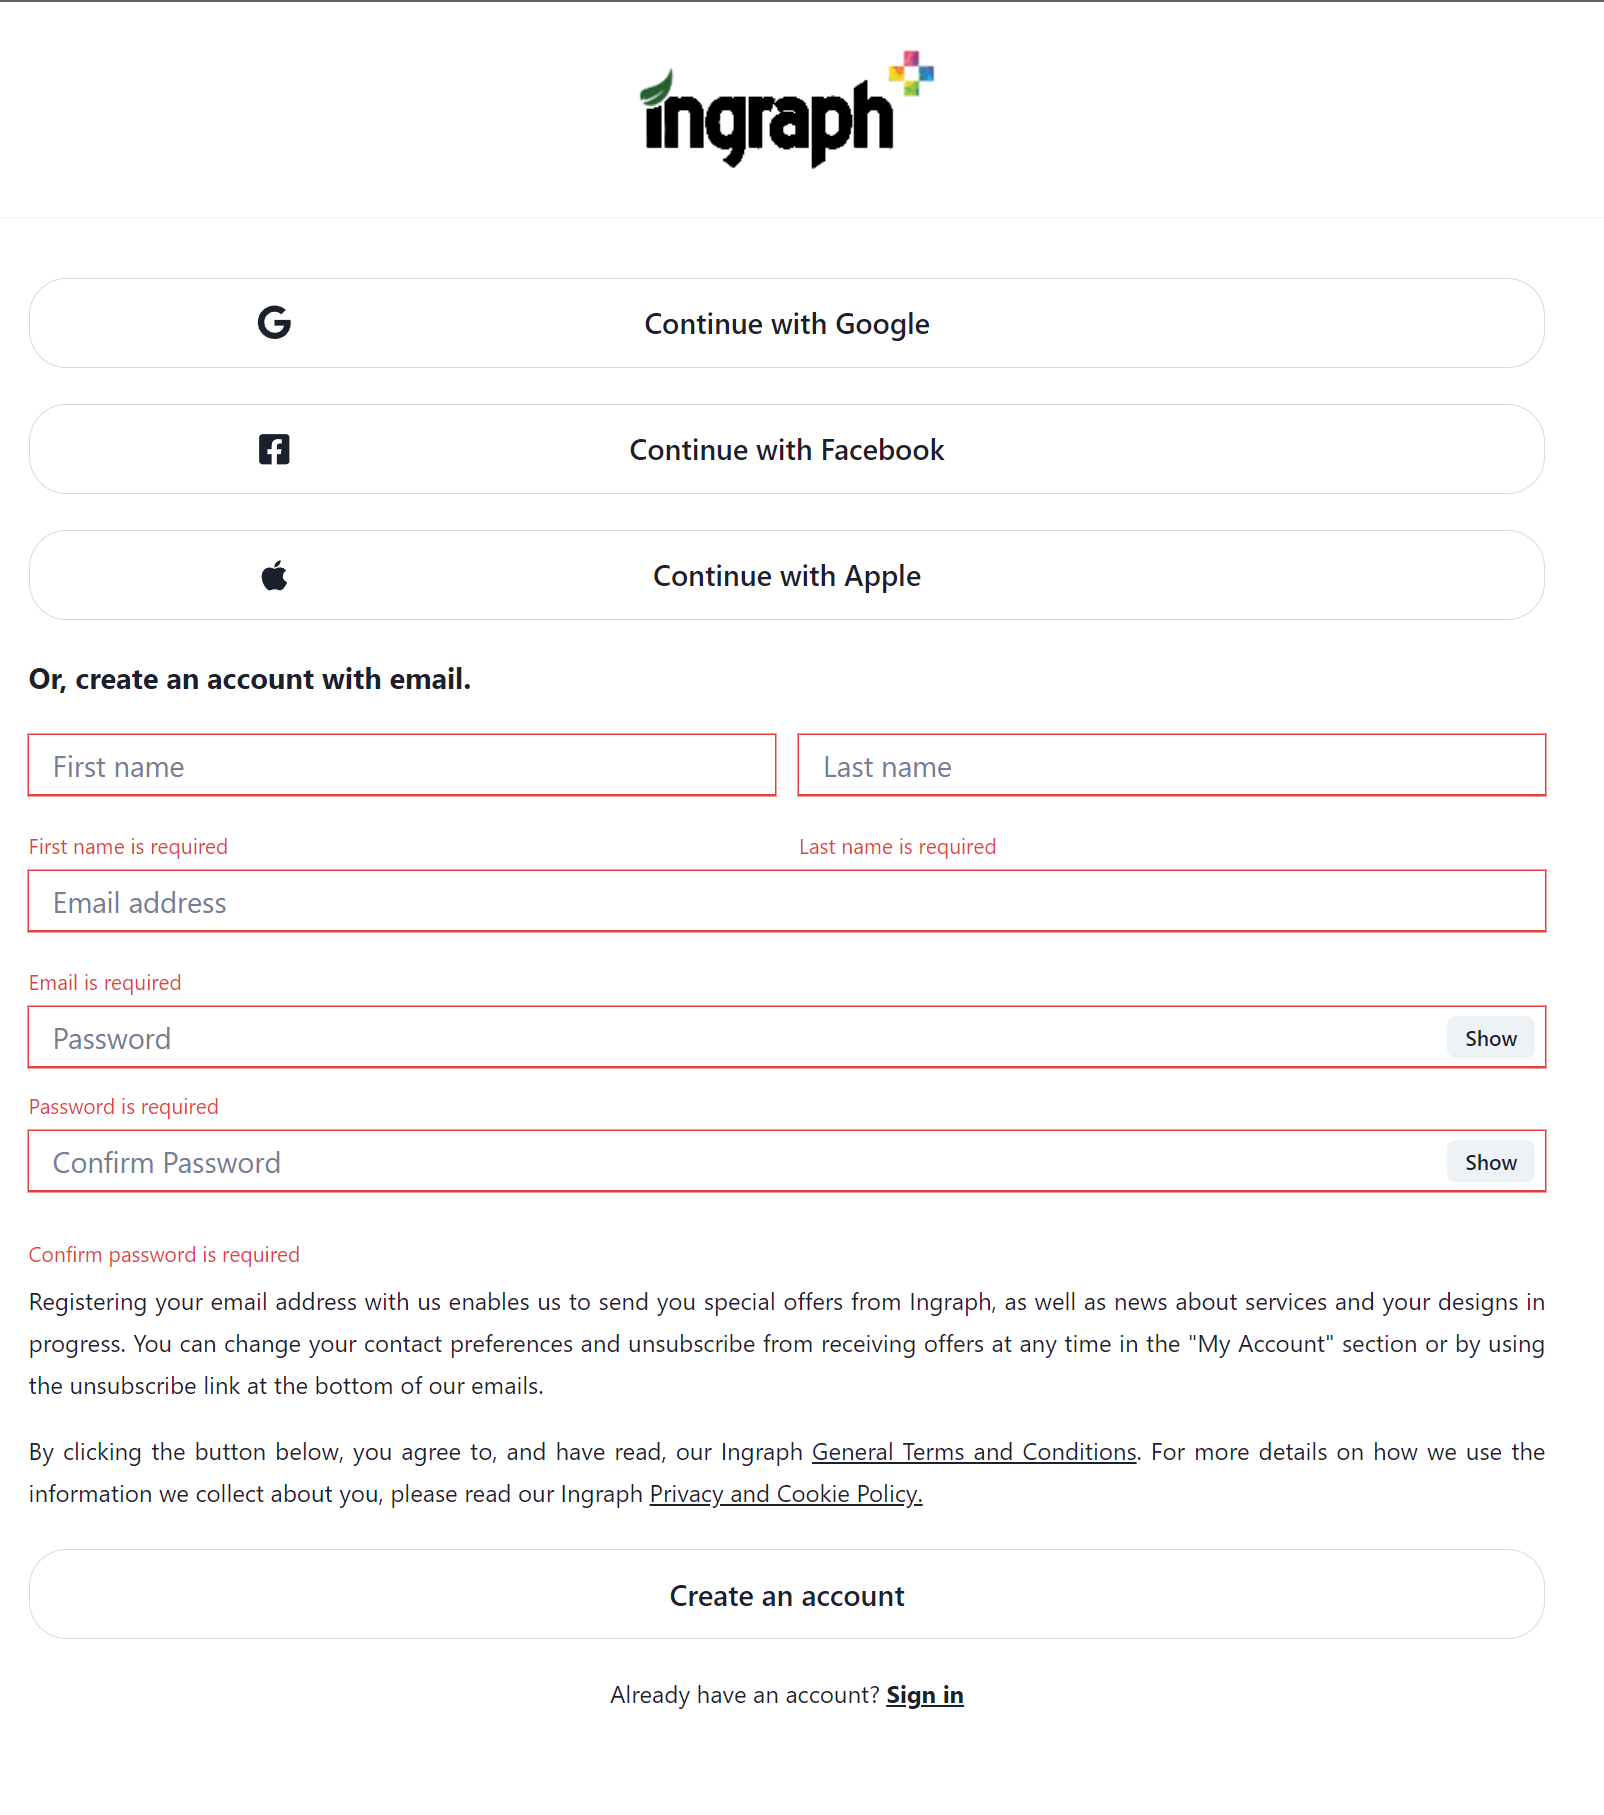 ingraph
Continue with Google
Continue with Facebook
Continue with Apple
Or, create an account with email.
First name
Last name
First name is required
Last name is required
Email address
Email is required
Password
Show
Password is required
Confirm Password
Show
Confirm password is required
Registering your email address with us enables us to send you special offers from Ingraph, as well as news about services and your designs in
progress. You can change your contact preferences and unsubscribe from receiving offers at any time in the "My Account" section or by using
the unsubscribe link at the bottom of our emails.
By clicking the button below, you agree to, and have read, our Ingraph General Terms and Conditions. For more details on how we use the
information we collect about you, please read our Ingraph Privacy and Cookie Policy.
Create an account
Already have an account? Sign in